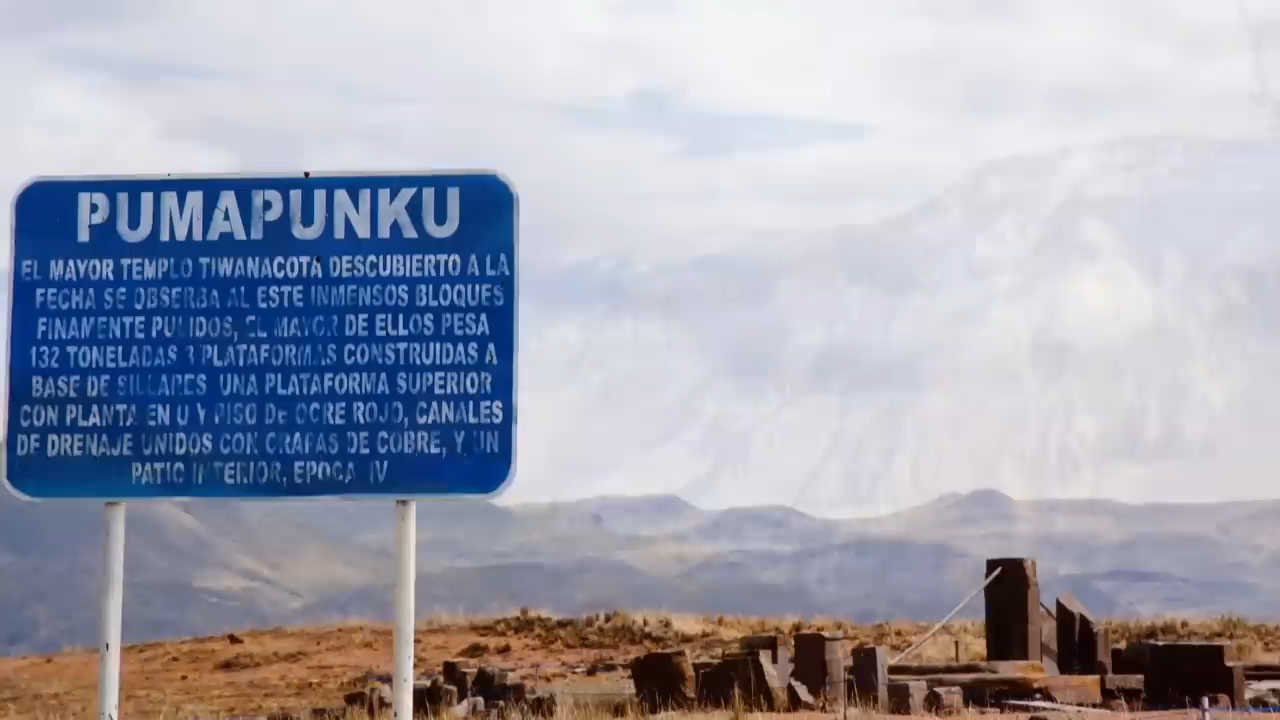 PUMAPUNKU
EL MAYOR TEMPLO TIWANACOTA DESCUBIERTO A LA
FECHA SE OBSERBA AL ESTE INMENSOS BLOQUES
FINAMENTE PULIDOS, EL MAYOR DE ELLOS PESA
132 TONELADAS 3 PLATAFORMAS CONSTRUIDAS A
BASE DE SILLARES UNA PLATAFORMA SUPERIOR
CON PLANTA EN U Y PISO DE OCRE ROJO, CANALES
DE DRENAJE UNIDOS CON GRAPAS DE COBRE, Y UN
PATIO INTERIOR, EPOCA IV